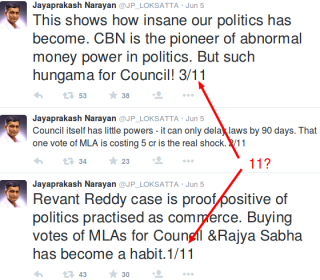 Jayaprakash Narayan @JP_LOKSATTA · Jun 5
This shows how insane our politics has
become. CBN is the pioneer of abnormal
money power in politics. But such
hungama for Council! 3/11
53 38
Jayaprakash Narayan @JP_LOKSATTA · Jun 5
Council itself has little powers - it can only delay laws by 90 days. That
one vote of MLA is costing 5 cr is the real shock. 2/11
34 23
11?
Jayaprakash Narayan @JP_LOKSATTA · Jun 5
Revant Reddy case is proof positive of
politics practised as commerce. Buying
votes of MLAs for Council &Rajya Sabha
has become a habit.1/11
43 30